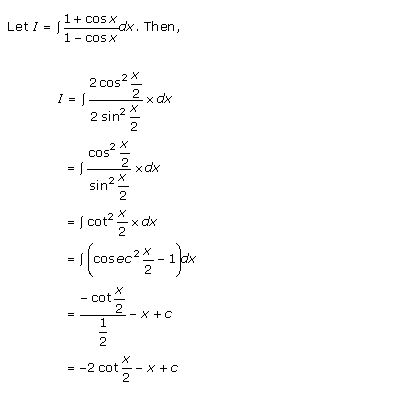 Let I = ∫ (1 + cos x)/(1 − cos x) dx. Then,
I = ∫ (2 cos² x/2)/(2 sin² x/2) × dx
= ∫ (cos² x/2)/(sin² x/2) × dx
= ∫ cot² x/2 × dx
= ∫ (cosec² x/2 − 1) dx
= (− cot x/2)/(1/2) − x + c
= −2 cot x/2 − x + c